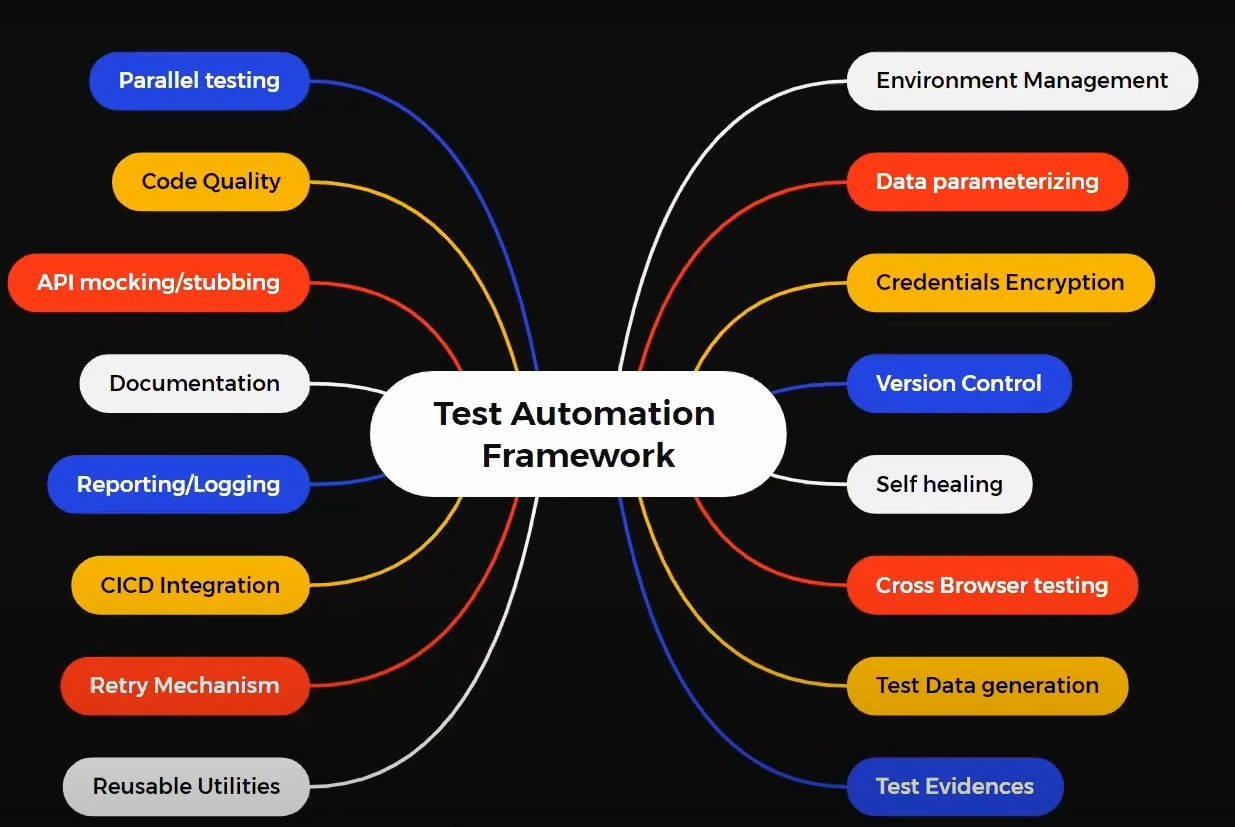 Parallel testing
Code Quality
API mocking/stubbing
Documentation
Reporting/Logging
CICD Integration
Retry Mechanism
Reusable Utilities
Test Automation
Framework
Environment Management
Data parameterizing
Credentials Encryption
Version Control
Self healing
Cross Browser testing
Test Data generation
Test Evidences